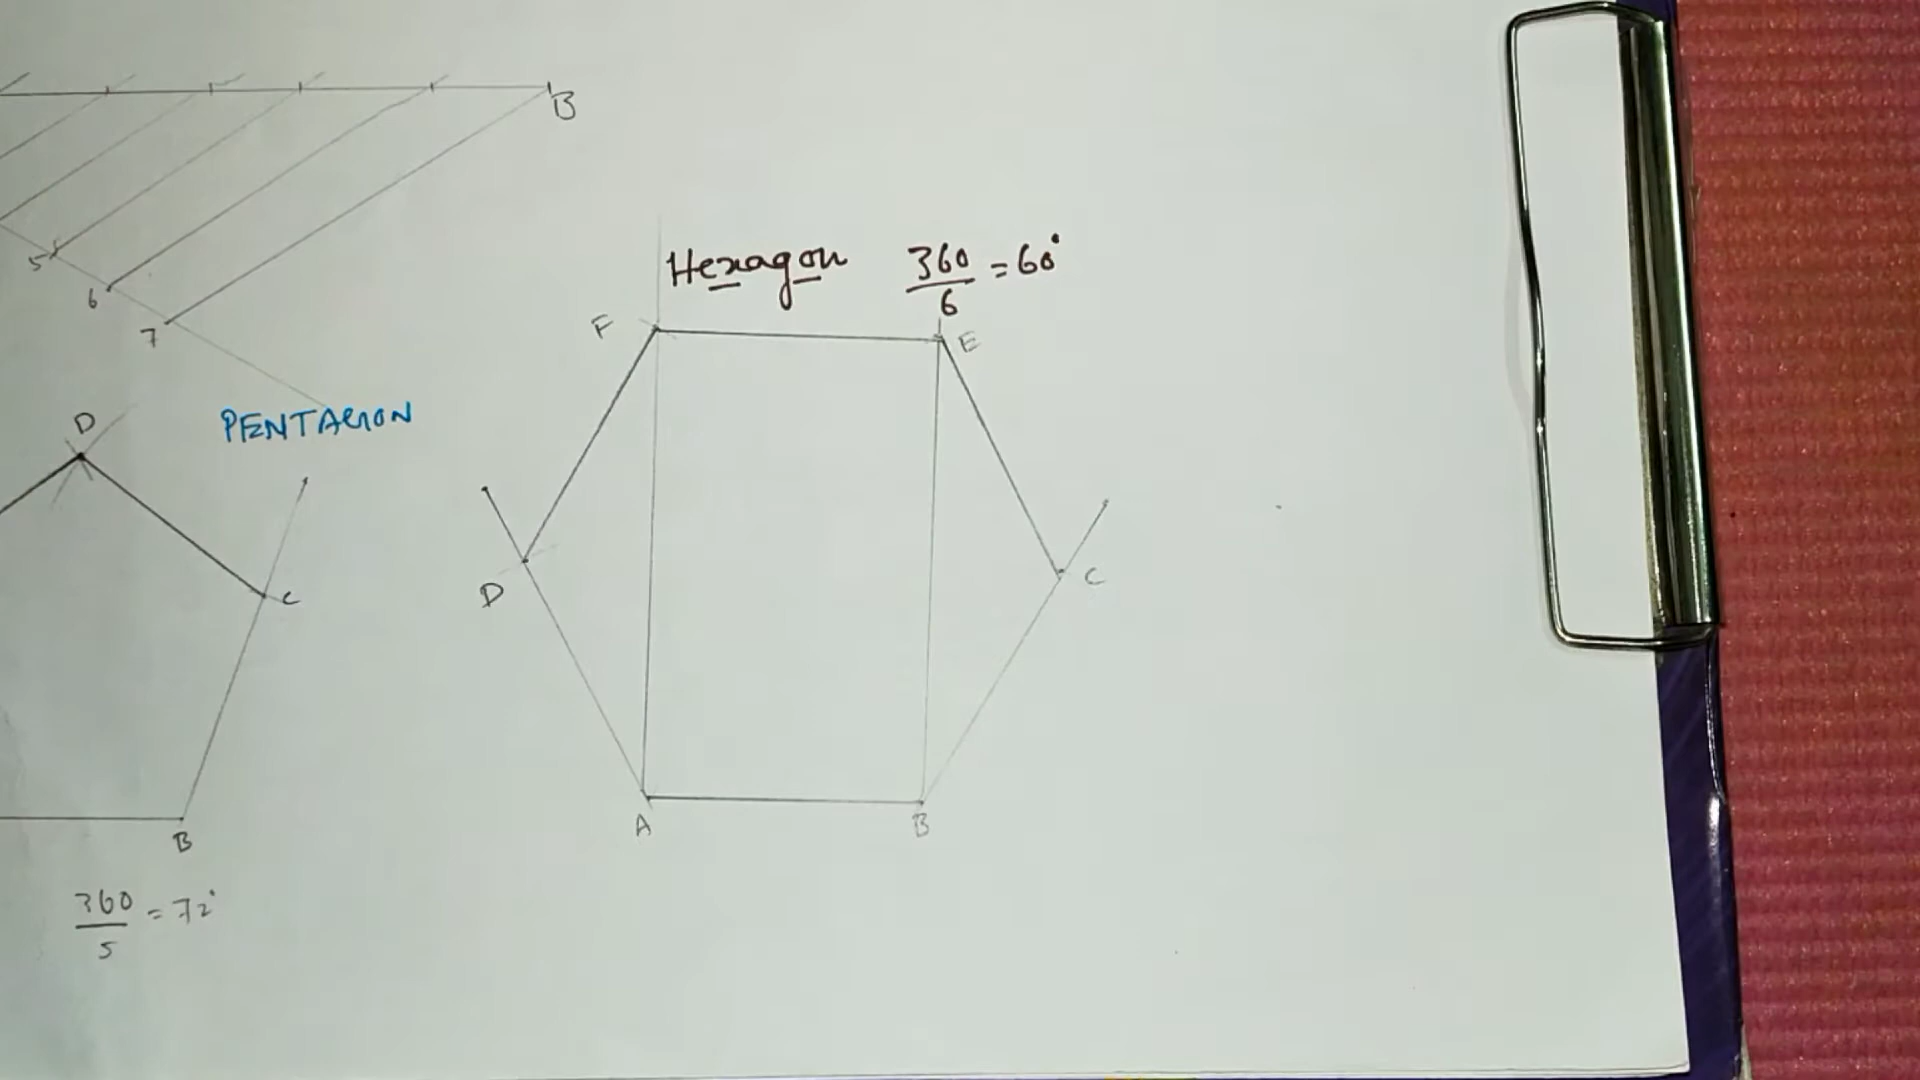 B
5
6
7
Hexagon 360/6 = 60°
F
E
PENTAGON
D
C
D
C
A
B
B
360/5 = 72°